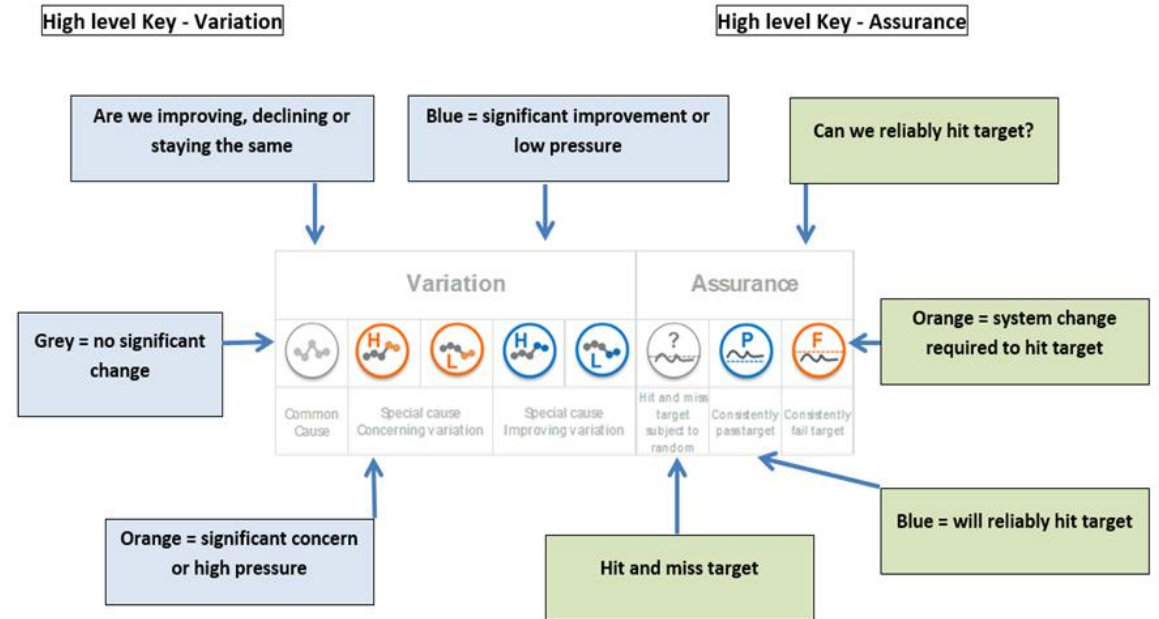 High level Key - Variation
High level Key - Assurance
Are we improving, declining or
staying the same
Blue = significant improvement or
low pressure
Can we reliably hit target?
Variation
Assurance
Grey = no significant
change
H
L
H
L
?
P
F
Orange = system change
required to hit target
Common
Cause
Special cause
Concerning variation
Special cause
Improving variation
Hit and miss
target
subject to
random
Consistently
pass target
Consistently
fail target
Orange = significant concern
or high pressure
Hit and miss target
Blue = will reliably hit target